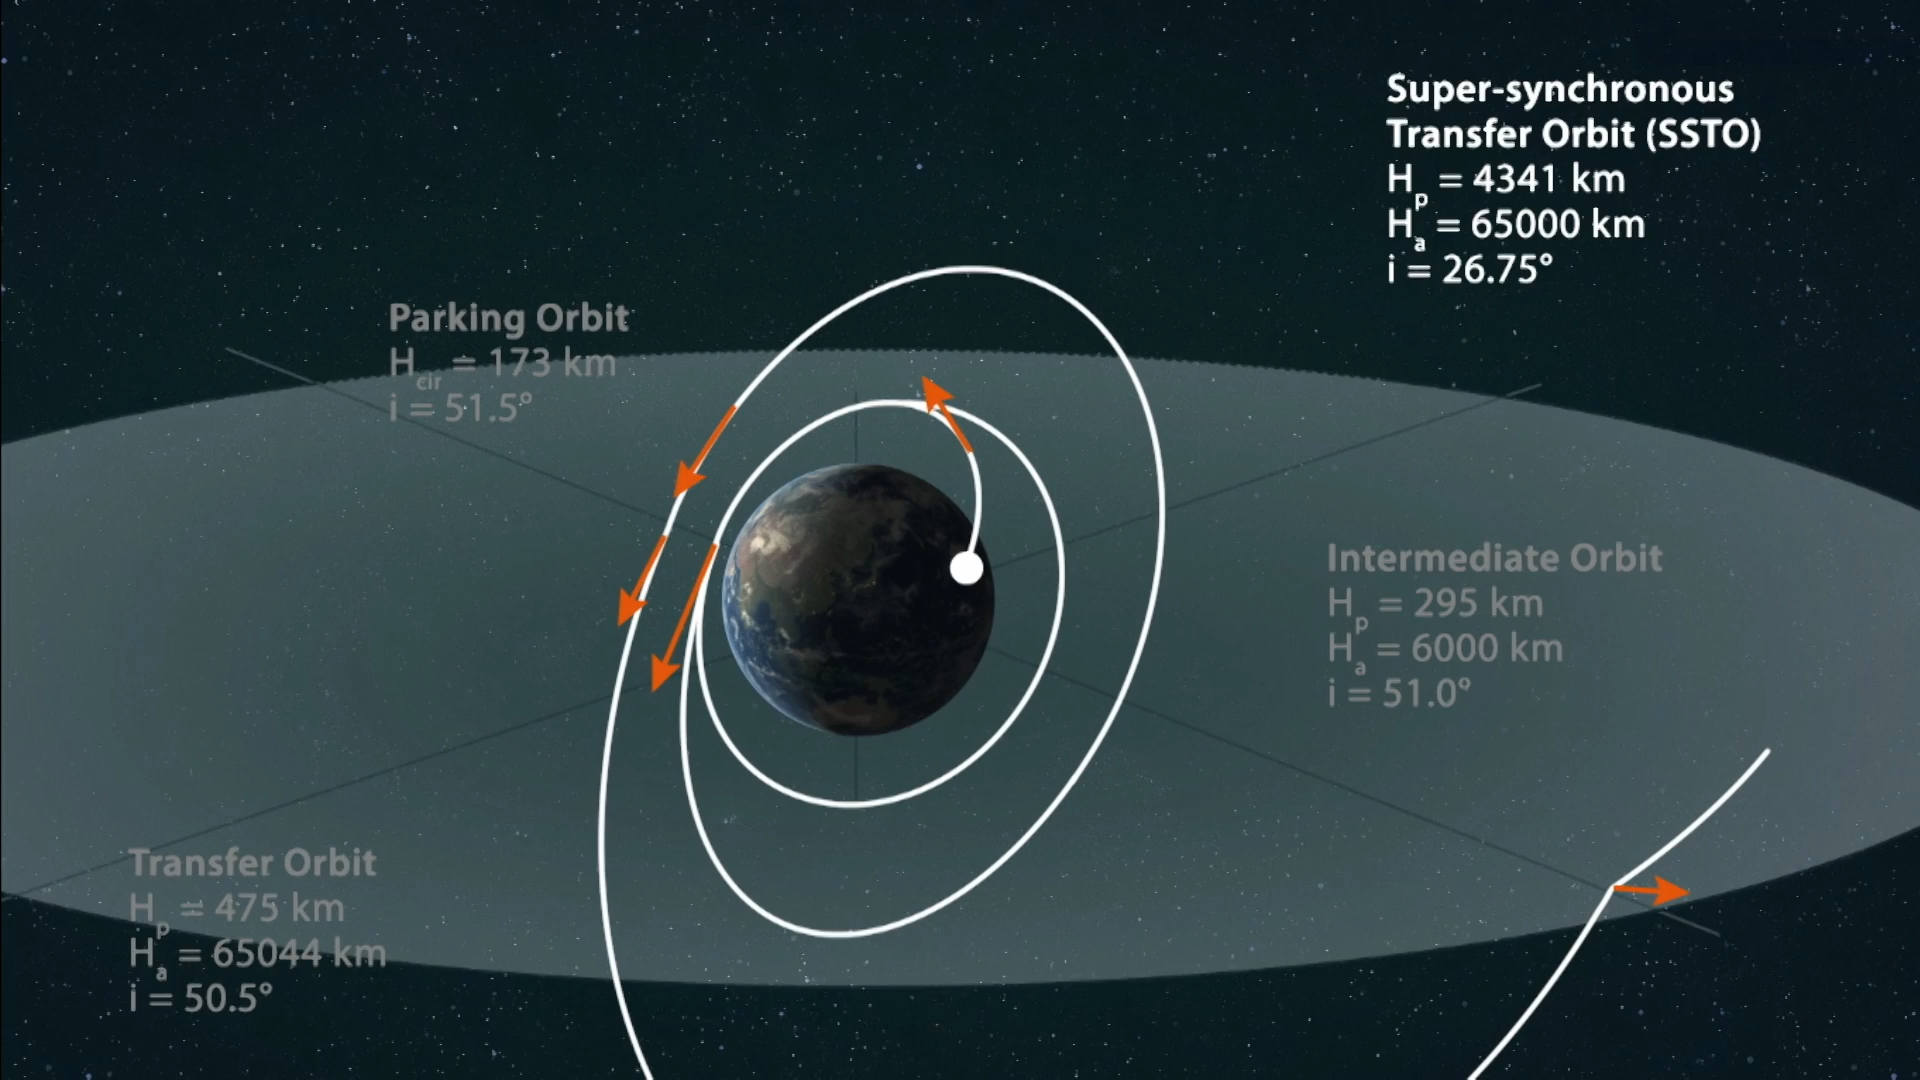 Super-synchronous
Transfer Orbit (SSTO)
Hp = 4341 km
Ha = 65000 km
i = 26.75°
Parking Orbit
Hcir = 173 km
i = 51.5°
Intermediate Orbit
Hp = 295 km
Ha = 6000 km
i = 51.0°
Transfer Orbit
Hp = 475 km
Ha = 65044 km
i = 50.5°